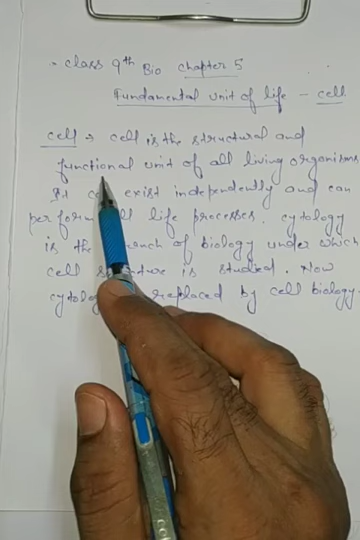 . class 9th Bio chapter 5
Fundamental unit of life - cell
cell → cell is the structural and
functional unit of all living organisms
It exist independently and can
perform all life processes. cytology
is the branch of biology under which
cell structure is studied. Now
cytology replaced by cell biology.